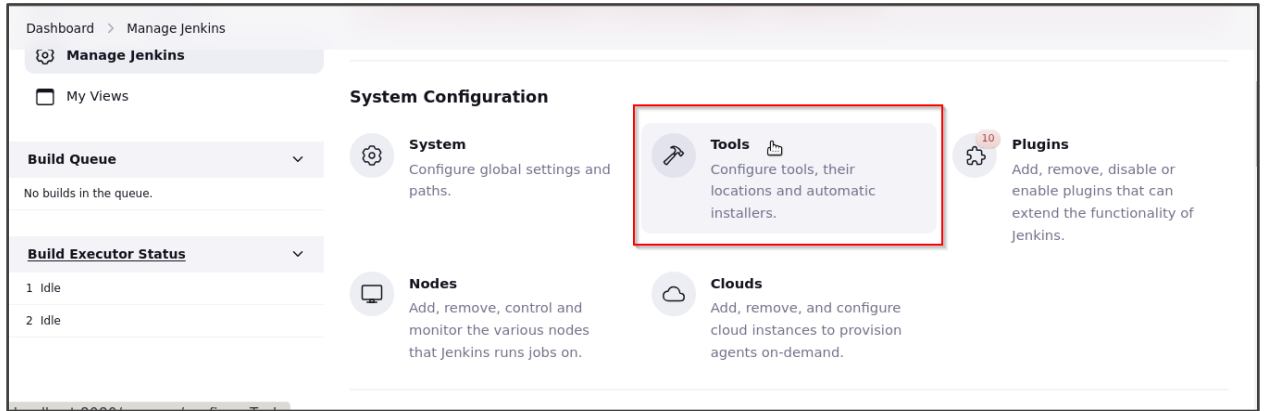 Dashboard > Manage Jenkins
Manage Jenkins
My Views
Build Queue
No builds in the queue.
Build Executor Status
1 Idle
2 Idle
System Configuration
System
Configure global settings and
paths.
Tools
Configure tools, their
locations and automatic
installers.
10
Plugins
Add, remove, disable or
enable plugins that can
extend the functionality of
Jenkins.
Nodes
Add, remove, control and
monitor the various nodes
that Jenkins runs jobs on.
Clouds
Add, remove, and configure
cloud instances to provision
agents on-demand.